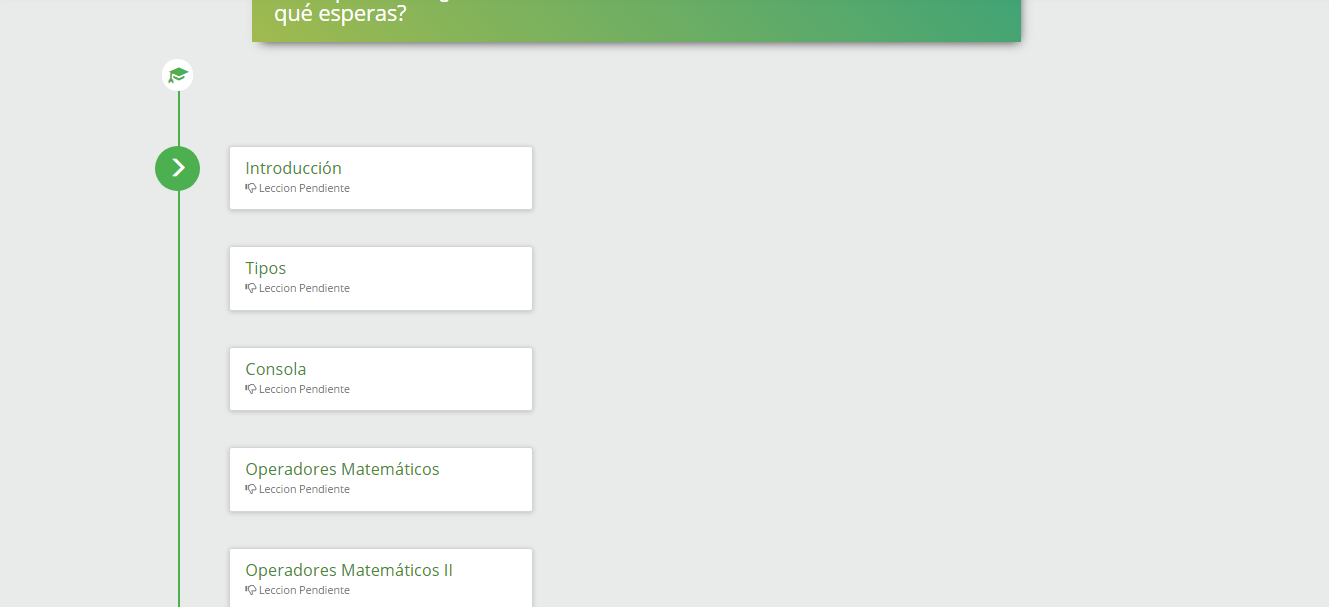 qué esperas?
Introducción
Leccion Pendiente
Tipos
Leccion Pendiente
Consola
Leccion Pendiente
Operadores Matemáticos
Leccion Pendiente
Operadores Matemáticos II
Leccion Pendiente